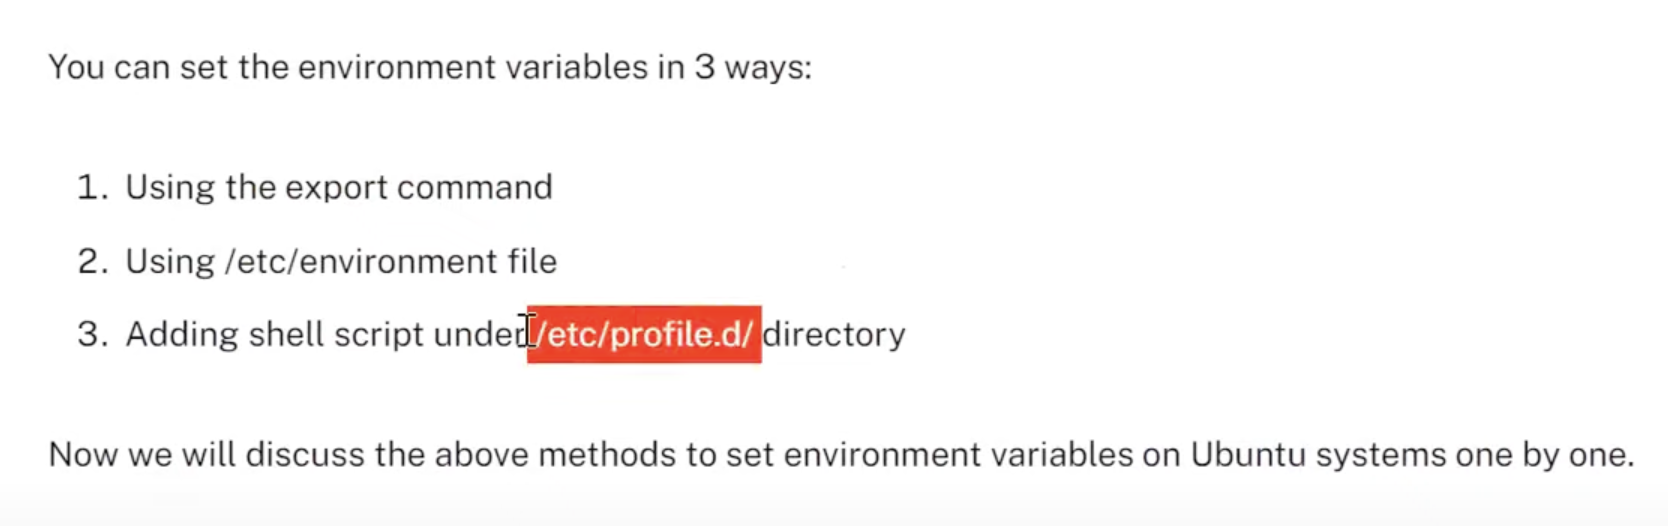 You can set the environment variables in 3 ways:
1. Using the export command
2. Using /etc/environment file
3. Adding shell script under /etc/profile.d/ directory
Now we will discuss the above methods to set environment variables on Ubuntu systems one by one.